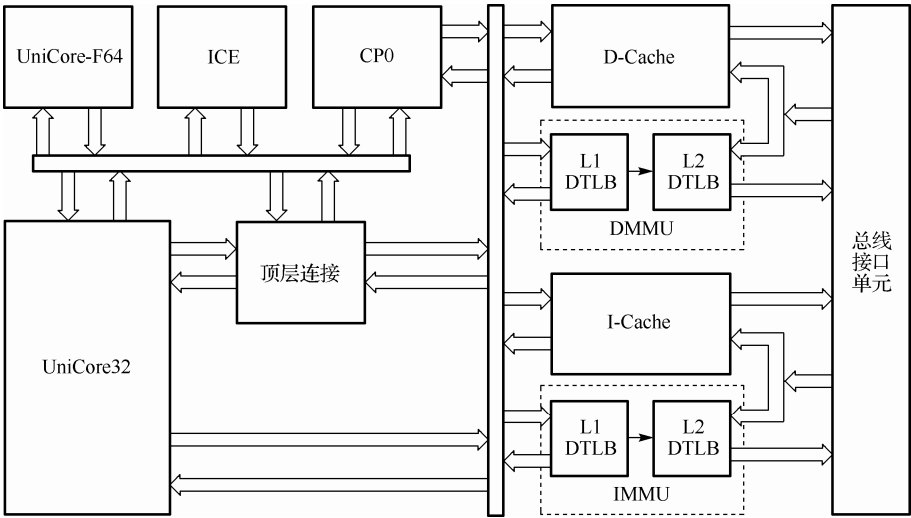 UniCore-F64
ICE
CP0
D-Cache
L1
DTLB
L2
DTLB
DMMU
顶层连接
总线
接口
单元
I-Cache
UniCore32
L1
DTLB
L2
DTLB
IMMU